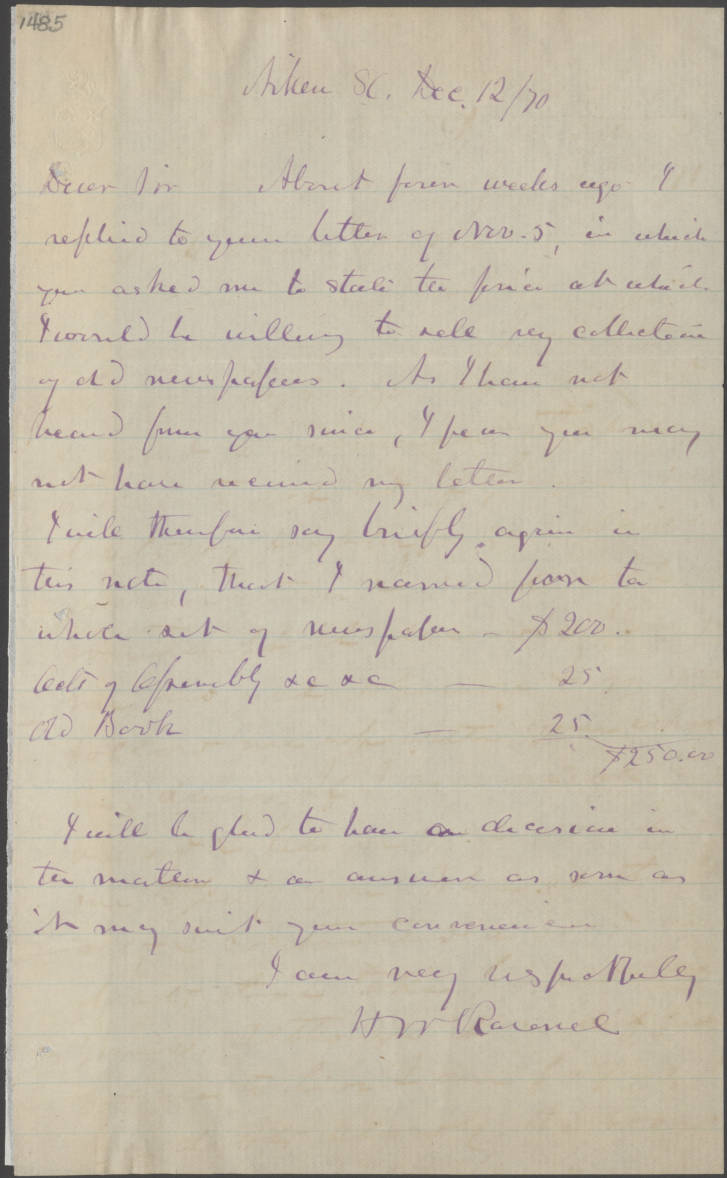 1485
Aiken SC. Dec. 12/70
Dear Sir About four weeks ago I
replied to your letter of Nov. 5, in which
you asked me to state the price at which
I would be willing to sell my collection
of old newspapers. As I have not
heard from you since, I fear you may
not have received my letter.
I will therefore say briefly again in
this note, that I named for the
whole set of newspapers - $200.
Acts of Assembly &c &c — 25
Old Book — 25.
$250.00
I will be glad to have a decision in
the matter & an answer as soon as
it may suit your convenience
I am very respectfully
H W Ravenel